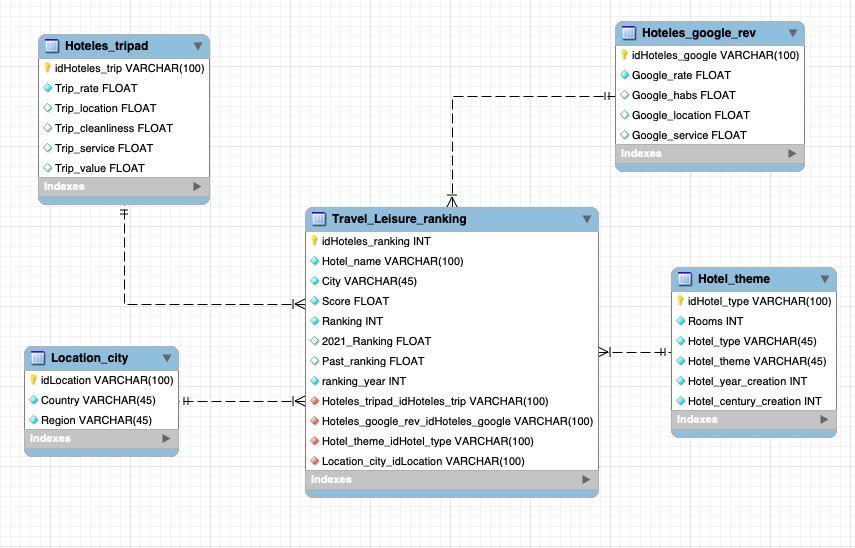 Hoteles_tripad
idHoteles_trip VARCHAR(100)
Trip_rate FLOAT
Trip_location FLOAT
Trip_cleanliness FLOAT
Trip_service FLOAT
Trip_value FLOAT
Indexes
Hoteles_google_rev
idHoteles_google VARCHAR(100)
Google_rate FLOAT
Google_habs FLOAT
Google_location FLOAT
Google_service FLOAT
Indexes
Travel_Leisure_ranking
idHoteles_ranking INT
Hotel_name VARCHAR(100)
City VARCHAR(45)
Score FLOAT
Ranking INT
2021_Ranking FLOAT
Past_ranking FLOAT
ranking_year INT
Hoteles_tripad_idHoteles_trip VARCHAR(100)
Hoteles_google_rev_idHoteles_google VARCHAR(100)
Hotel_theme_idHotel_type VARCHAR(100)
Location_city_idLocation VARCHAR(100)
Indexes
Location_city
idLocation VARCHAR(100)
Country VARCHAR(45)
Region VARCHAR(45)
Indexes
Hotel_theme
idHotel_type VARCHAR(100)
Rooms INT
Hotel_type VARCHAR(45)
Hotel_theme VARCHAR(45)
Hotel_year_creation INT
Hotel_century_creation INT
Indexes